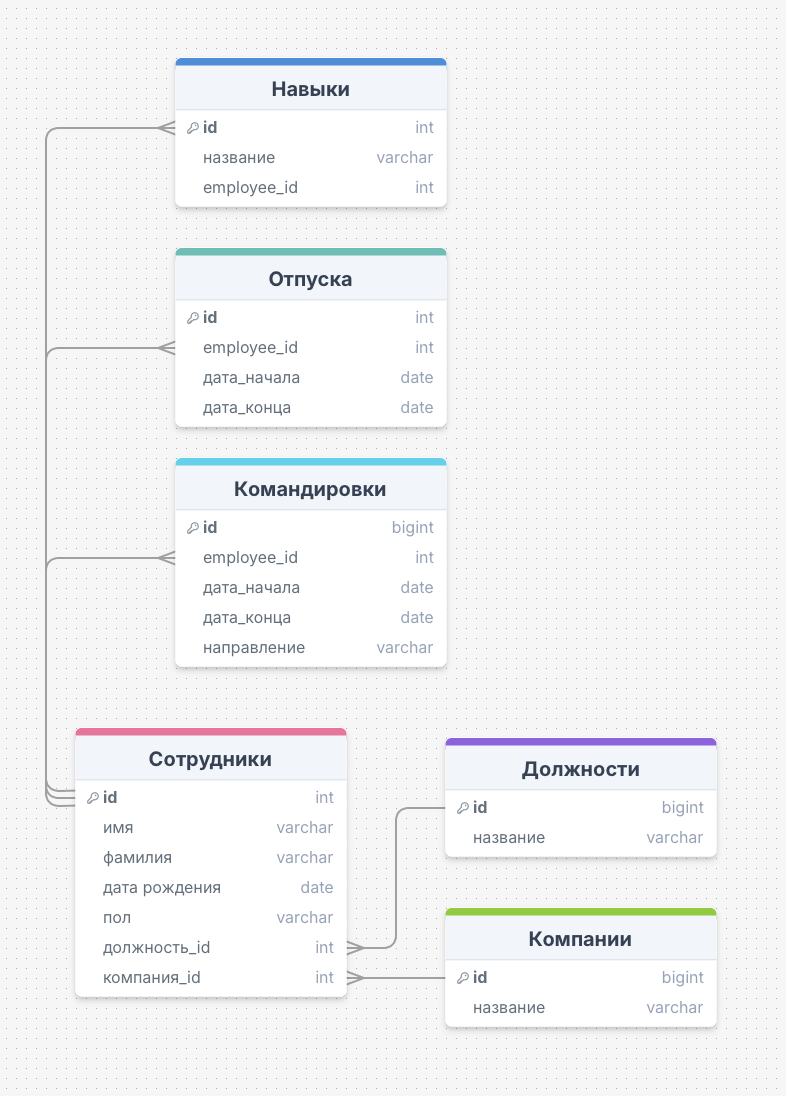 Навыки
id int
название varchar
employee_id int
Отпуска
id int
employee_id int
дата_начала date
дата_конца date
Командировки
id bigint
employee_id int
дата_начала date
дата_конца date
направление varchar
Сотрудники
id int
имя varchar
фамилия varchar
дата рождения date
пол varchar
должность_id int
компания_id int
Должности
id bigint
название varchar
Компании
id bigint
название varchar